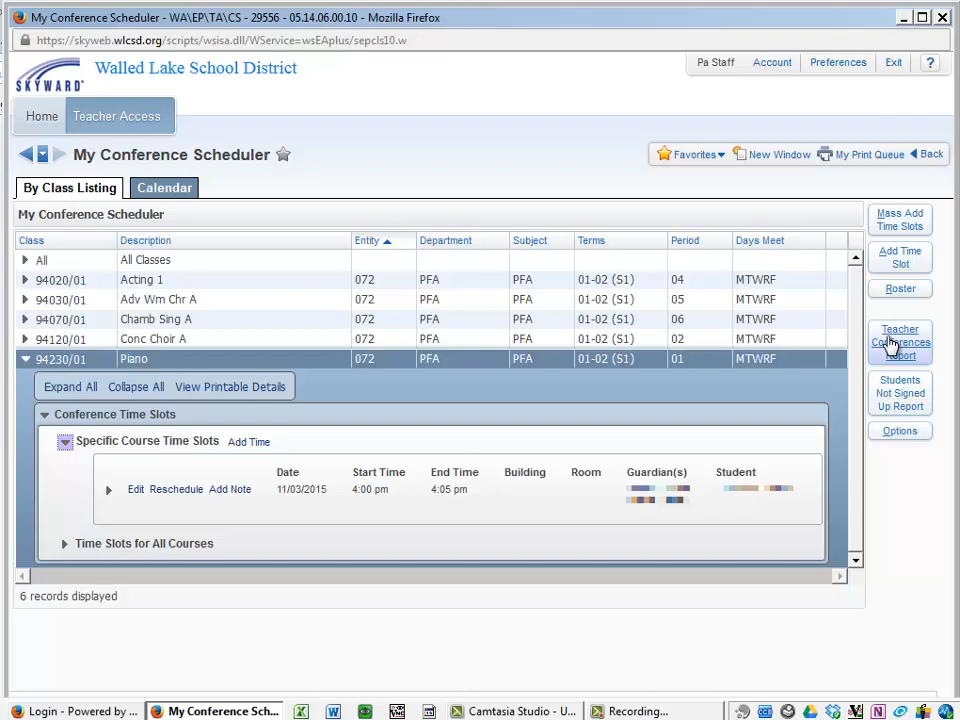 My Conference Scheduler - WA\EP\TA\CS - 29556 - 05.14.06.00.10 - Mozilla Firefox
https://skyweb.wlcsd.org/scripts/wsisa.dll/WService=wsEAplus/sepcls10.w
SKYWARD
Walled Lake School District
Pa Staff Account Preferences Exit ?
Home Teacher Access
My Conference Scheduler
Favorites New Window My Print Queue Back
By Class Listing Calendar
My Conference Scheduler
Class Description Entity Department Subject Terms Period Days Meet
All All Classes
94020/01 Acting 1 072 PFA PFA 01-02 (S1) 04 MTWRF
94030/01 Adv Wm Chr A 072 PFA PFA 01-02 (S1) 05 MTWRF
94070/01 Chamb Sing A 072 PFA PFA 01-02 (S1) 06 MTWRF
94120/01 Conc Choir A 072 PFA PFA 01-02 (S1) 02 MTWRF
94230/01 Piano 072 PFA PFA 01-02 (S1) 01 MTWRF
Expand All Collapse All View Printable Details
Conference Time Slots
Specific Course Time Slots Add Time
Date Start Time End Time Building Room Guardian(s) Student
Edit Reschedule Add Note 11/03/2015 4:00 pm 4:05 pm
Time Slots for All Courses
6 records displayed
Mass Add
Time Slots
Add Time
Slot
Roster
Teacher
Conferences
Report
Students
Not Signed
Up Report
Options
Login - Powered by ... My Conference Sch... Camtasia Studio - U... Recording...